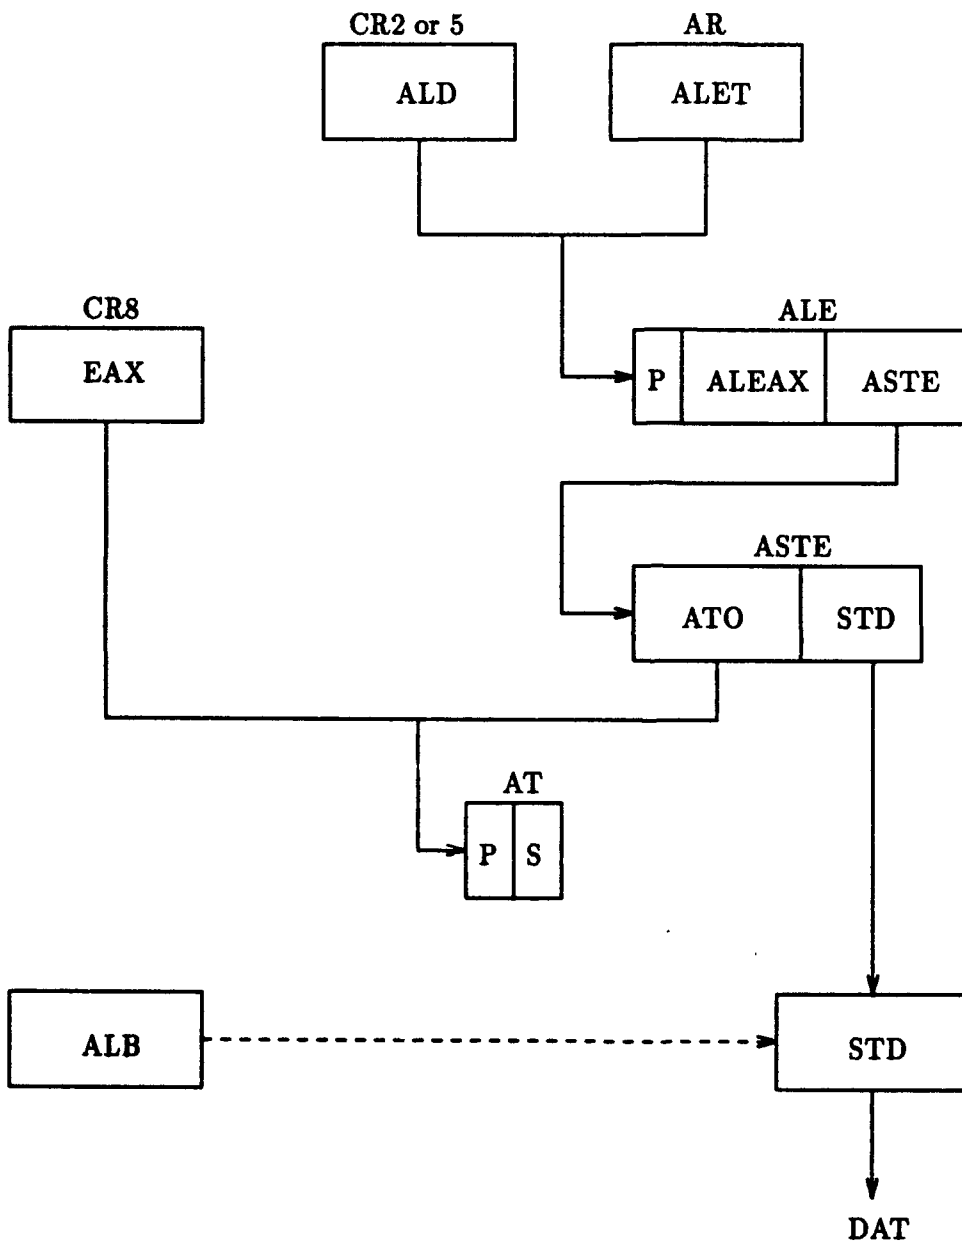 CR2 or 5 AR
ALD ALET
CR8 ALE
EAX P ALEAX ASTE
ASTE
ATO STD
AT
P S
ALB STD
DAT